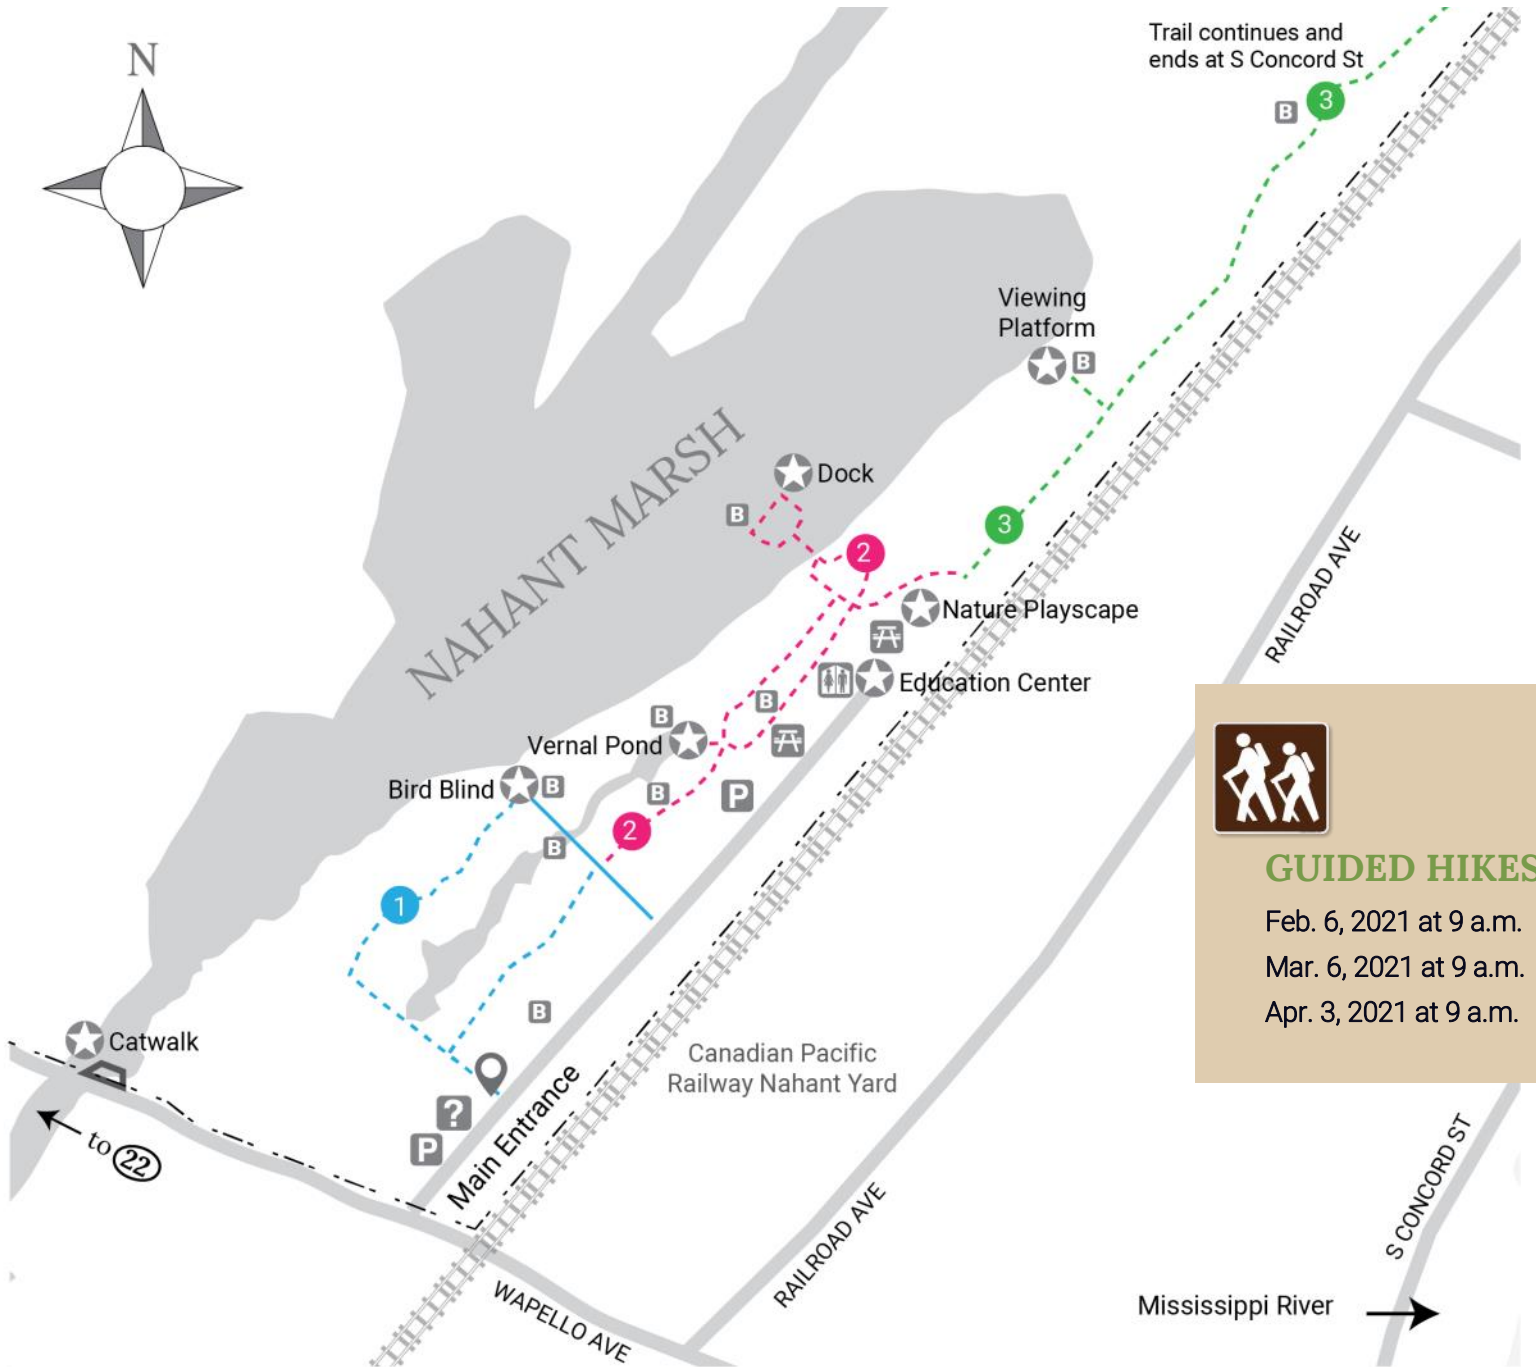 N
Trail continues and
ends at S Concord St
3
B
Viewing
Platform
B
NAHANT MARSH
Dock
B
2
3
Nature Playscape
Education Center
RAILROAD AVE
B
B
Vernal Pond
Bird Blind
B
B
P
2
B
1
GUIDED HIKES
Feb. 6, 2021 at 9 a.m.
Mar. 6, 2021 at 9 a.m.
Apr. 3, 2021 at 9 a.m.
B
Catwalk
Canadian Pacific
Railway Nahant Yard
Main Entrance
?
P
to 22
S CONCORD ST
RAILROAD AVE
WAPELLO AVE
Mississippi River